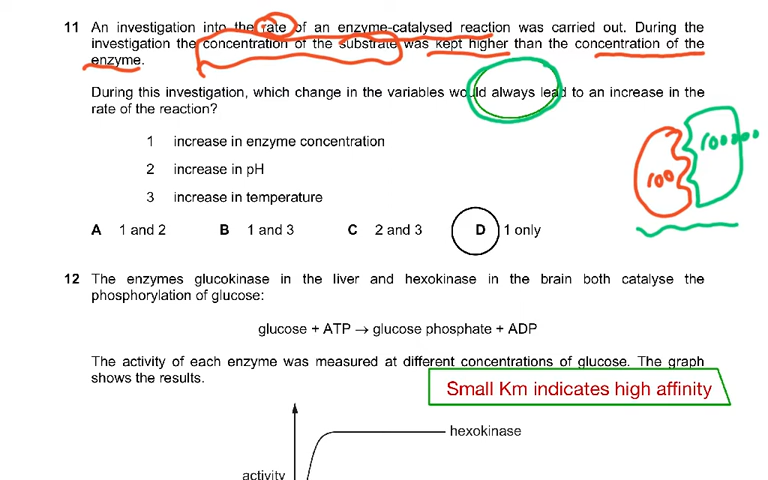 11 An investigation into the rate of an enzyme-catalysed reaction was carried out. During the
investigation the concentration of the substrate was kept higher than the concentration of the
enzyme.
During this investigation, which change in the variables would always lead to an increase in the
rate of the reaction?
1 increase in enzyme concentration
2 increase in pH
3 increase in temperature
A 1 and 2 B 1 and 3 C 2 and 3 D 1 only
100
100000
12 The enzymes glucokinase in the liver and hexokinase in the brain both catalyse the
phosphorylation of glucose:
glucose + ATP → glucose phosphate + ADP
The activity of each enzyme was measured at different concentrations of glucose. The graph
shows the results.
Small Km indicates high affinity
hexokinase
activity